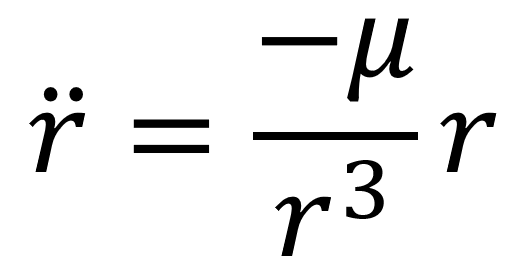 r̈ = −μ / r³ r